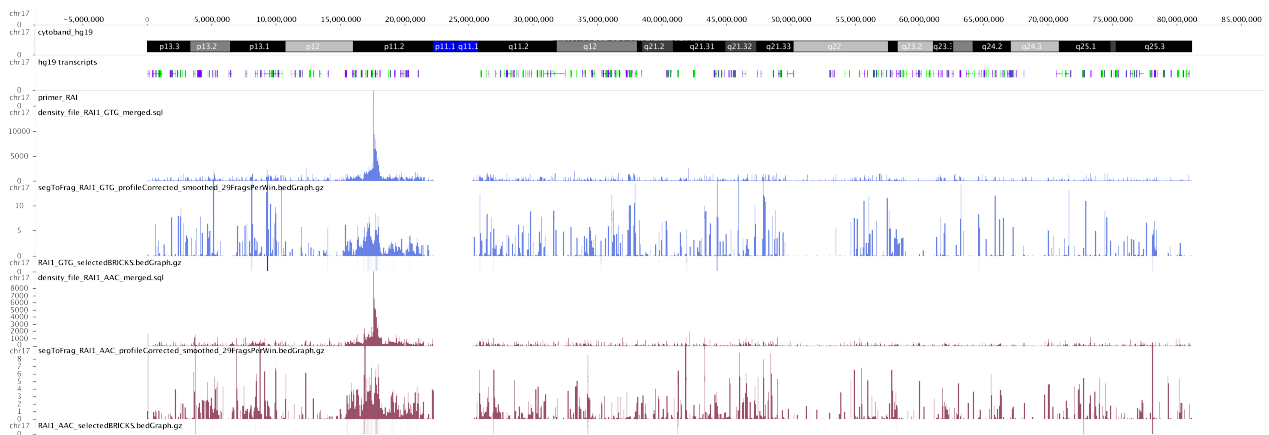 chr17
−5,000,000 0 5,000,000 10,000,000 15,000,000 20,000,000 25,000,000 30,000,000 35,000,000 40,000,000 45,000,000 50,000,000 55,000,000 60,000,000 65,000,000 70,000,000 75,000,000 80,000,000 85,000,000
0
chr17 cytoband_hg19
p13.3 p13.2 p13.1 p12 p11.2 p11.1 q11.1 q11.2 q12 q21.2 q21.31 q21.32 q21.33 q22 q23.2 q23.3 q24.2 q24.3 q25.1 q25.3
0
chr17 hg19 transcripts
0
chr17 primer_RAI
0
chr17 density_file_RAI1_GTG_merged.sql
10000
5000
0
chr17 segToFrag_RAI1_GTG_profileCorrected_smoothed_29FragsPerWin.bedGraph.gz
10
5
0
chr17 RAI1_GTG_selectedBRICKS.bedGraph.gz
0
chr17 density_file_RAI1_AAC_merged.sql
8000
7000
6000
5000
4000
3000
2000
1000
0
chr17 segToFrag_RAI1_AAC_profileCorrected_smoothed_29FragsPerWin.bedGraph.gz
8
7
6
5
4
3
2
1
0
chr17 RAI1_AAC_selectedBRICKS.bedGraph.gz